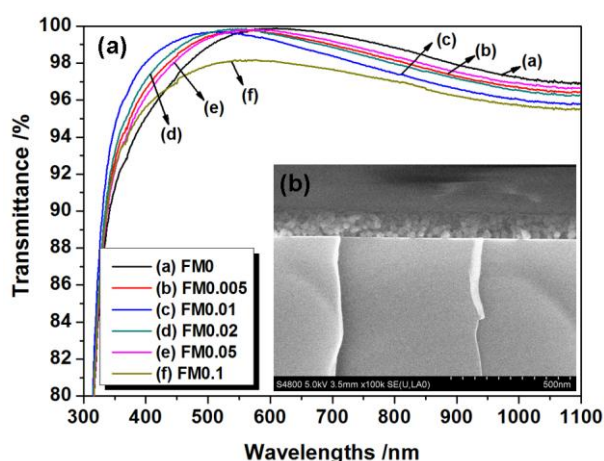 (a)
Transmittance /%
100
98
96
94
92
90
88
86
84
82
80
(c)
(b)
(a)
(f)
(e)
(d)
(b)
(a) FM0
(b) FM0.005
(c) FM0.01
(d) FM0.02
(e) FM0.05
(f) FM0.1
S4800 5.0kV 3.5mm x100k SE(U,LA0)
500nm
300 400 500 600 700 800 900 1000 1100
Wavelengths /nm